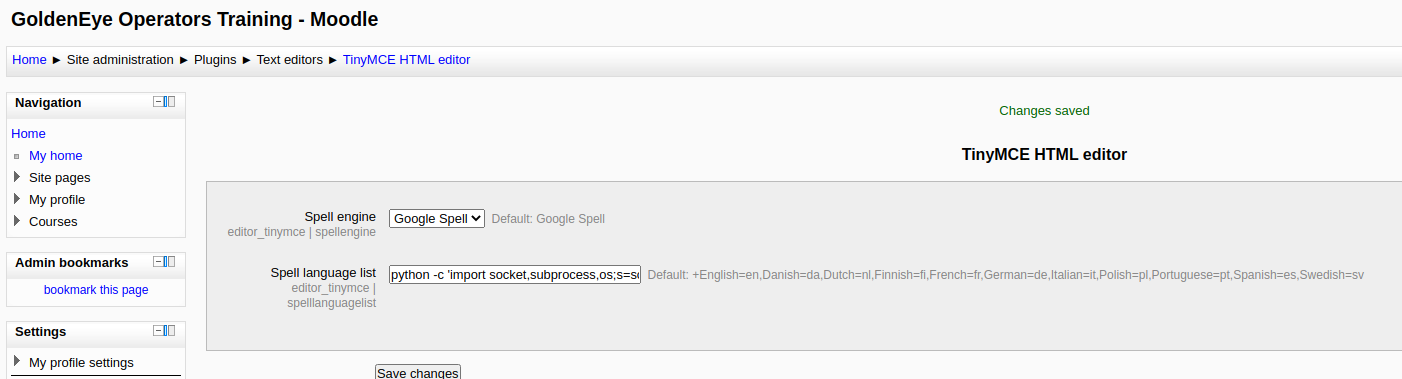 GoldenEye Operators Training - Moodle
Home ► Site administration ► Plugins ► Text editors ► TinyMCE HTML editor
Navigation
Home
My home
Site pages
My profile
Courses
Admin bookmarks
bookmark this page
Settings
My profile settings
Changes saved
TinyMCE HTML editor
Spell engine
editor_tinymce | spellengine
Google Spell Default: Google Spell
Spell language list
editor_tinymce |
spelllanguagelist
python -c 'import socket,subprocess,os;s=so Default: +English=en,Danish=da,Dutch=nl,Finnish=fi,French=fr,German=de,Italian=it,Polish=pl,Portuguese=pt,Spanish=es,Swedish=sv
Save changes